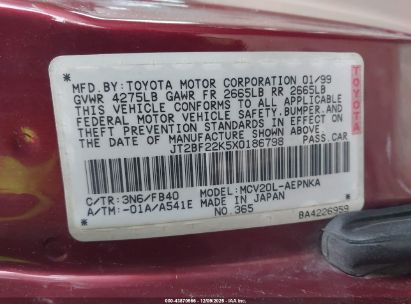 MFD.BY: TOYOTA MOTOR CORPORATION 01/99
GVWR 4275LB GAWR FR 2665LB RR 2665LB
THIS VEHICLE CONFORMS TO ALL APPLICABLE
FEDERAL MOTOR VEHICLE SAFETY, BUMPER,
AND THEFT PREVENTION STANDARDS IN EFFECT
ON THE DATE OF MANUFACTURE SHOWN ABOVE.
JT2BF22K5X0186798 PASS.CAR
C/TR: 3N6/FB40 MODEL: MCV20L-AEPNKA
A/TM: -01A/A541E MADE IN JAPAN
NO.365 BA4226959
TOYOTA